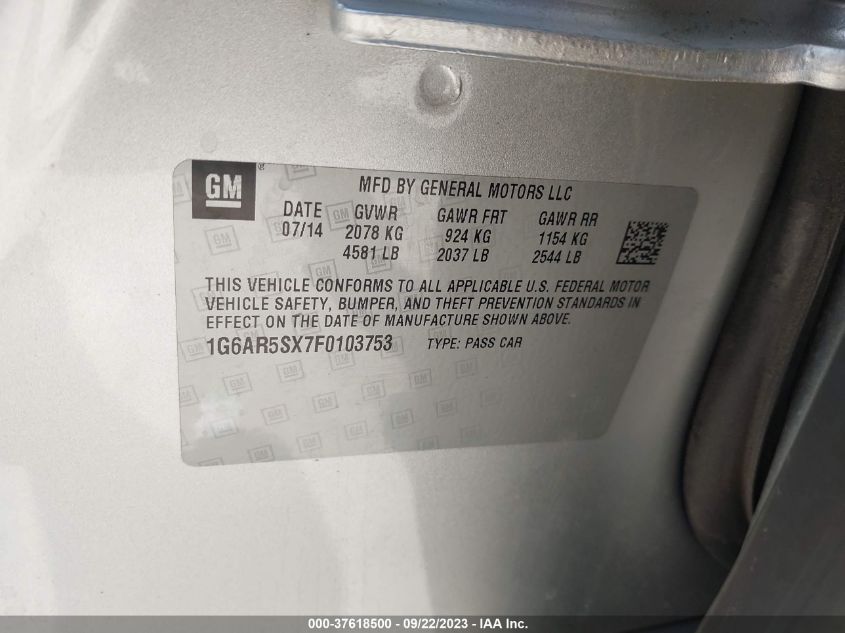 GM
MFD BY GENERAL MOTORS LLC
DATE GVWR GAWR FRT GAWR RR
07/14 2078 KG 924 KG 1154 KG
4581 LB 2037 LB 2544 LB
THIS VEHICLE CONFORMS TO ALL APPLICABLE U.S. FEDERAL MOTOR
VEHICLE SAFETY, BUMPER, AND THEFT PREVENTION STANDARDS IN
EFFECT ON THE DATE OF MANUFACTURE SHOWN ABOVE.
1G6AR5SX7F0103753 TYPE: PASS CAR
000-37618500 - 09/22/2023 - IAA Inc.